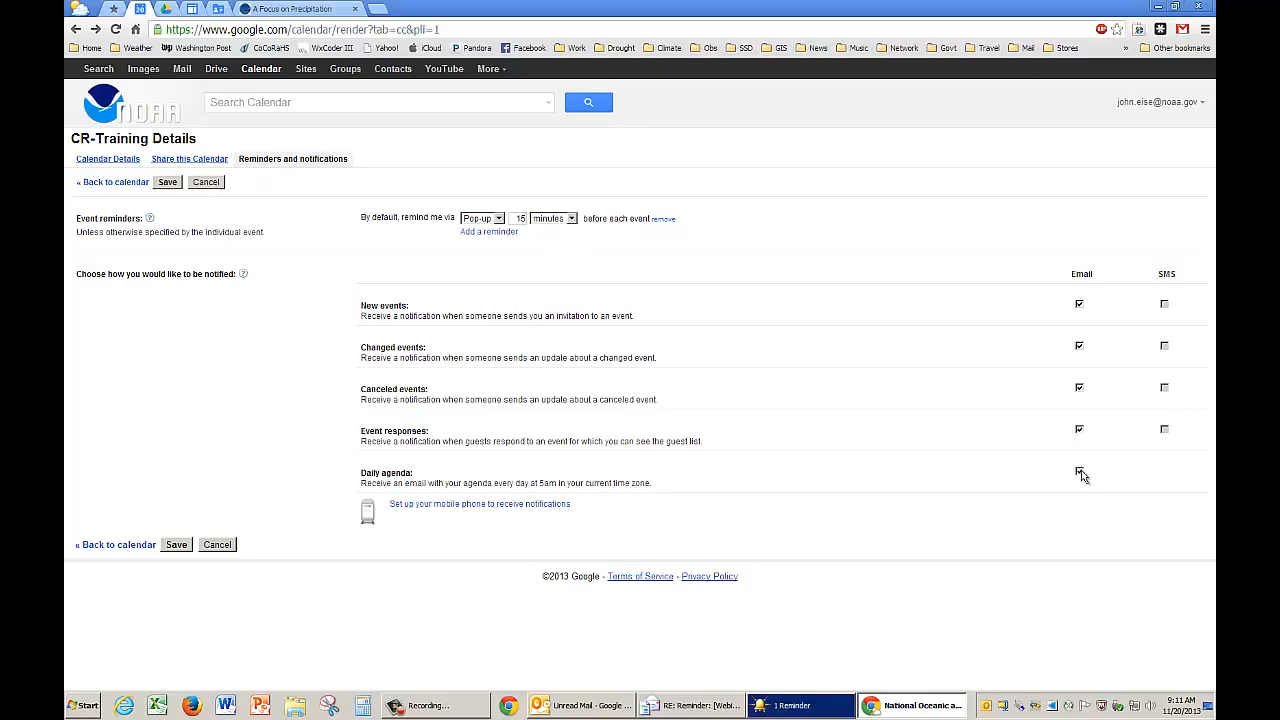 20
A Focus on Precipitation
https://www.google.com/calendar/render?tab=cc&pli=1
Home Weather Washington Post CoCoRaHS WxCoder III Yahoo! iCloud Pandora Facebook Work Drought Climate Obs SSD GIS News Music Network Govt Travel Mail Stores » Other bookmarks
Search Images Mail Drive Calendar Sites Groups Contacts YouTube More
NOAA
Search Calendar
john.eise@noaa.gov
CR-Training Details
Calendar Details Share this Calendar Reminders and notifications
« Back to calendar Save Cancel
Event reminders: ? By default, remind me via Pop-up 15 minutes before each event remove
Unless otherwise specified by the individual event. Add a reminder
Choose how you would like to be notified: ? Email SMS
New events:
Receive a notification when someone sends you an invitation to an event.
Changed events:
Receive a notification when someone sends an update about a changed event.
Canceled events:
Receive a notification when someone sends an update about a canceled event.
Event responses:
Receive a notification when guests respond to an event for which you can see the guest list.
Daily agenda:
Receive an email with your agenda every day at 5am in your current time zone.
Set up your mobile phone to receive notifications
« Back to calendar Save Cancel
©2013 Google - Terms of Service - Privacy Policy
Start Recording... Unread Mail - Google ... RE: Reminder: [Webi... 1 Reminder National Oceanic a... 9:11 AM
11/20/2013